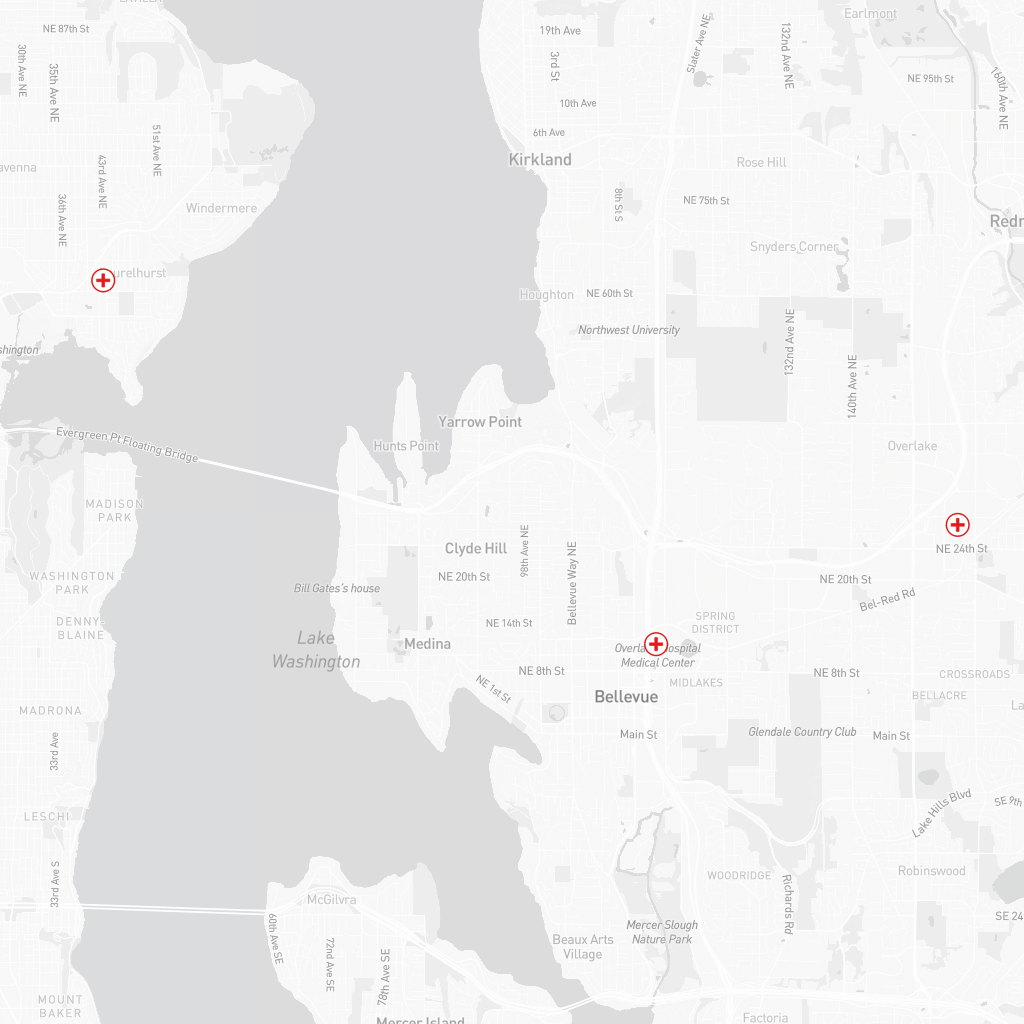 NE 87th St
30th Ave NE
35th Ave NE
51st Ave NE
43rd Ave NE
36th Ave NE
Windermere
19th Ave
3rd St
10th Ave
6th Ave
Kirkland
8th St S
Slater Ave NE
132nd Ave NE
Earlmont
NE 95th St
160th Ave NE
Rose Hill
NE 75th St
Snyders Corner
Houghton
NE 60th St
Northwest University
132nd Ave NE
140th Ave NE
Evergreen Pt Floating Bridge
Hunts Point
Yarrow Point
Overlake
MADISON
PARK
Clyde Hill
98th Ave NE
Bellevue Way NE
NE 20th St
NE 24th St
NE 20th St
Bel-Red Rd
WASHINGTON
PARK
Bill Gates's house
DENNY-
BLAINE
Lake
Washington
Medina
NE 14th St
SPRING
DISTRICT
Medical Center
NE 8th St
NE 1st St
MIDLAKES
NE 8th St
CROSSROADS
BELLACRE
Bellevue
MADRONA
33rd Ave
Main St
Glendale Country Club
Main St
LESCHI
Lake Hills Blvd
SE 9th
33rd Ave S
McGilvra
WOODRIDGE
Richards Rd
Robinswood
SE 24
60th Ave SE
72nd Ave SE
78th Ave SE
Beaux Arts
Village
Mercer Slough
Nature Park
MOUNT
BAKER
Mercer Island
Factoria